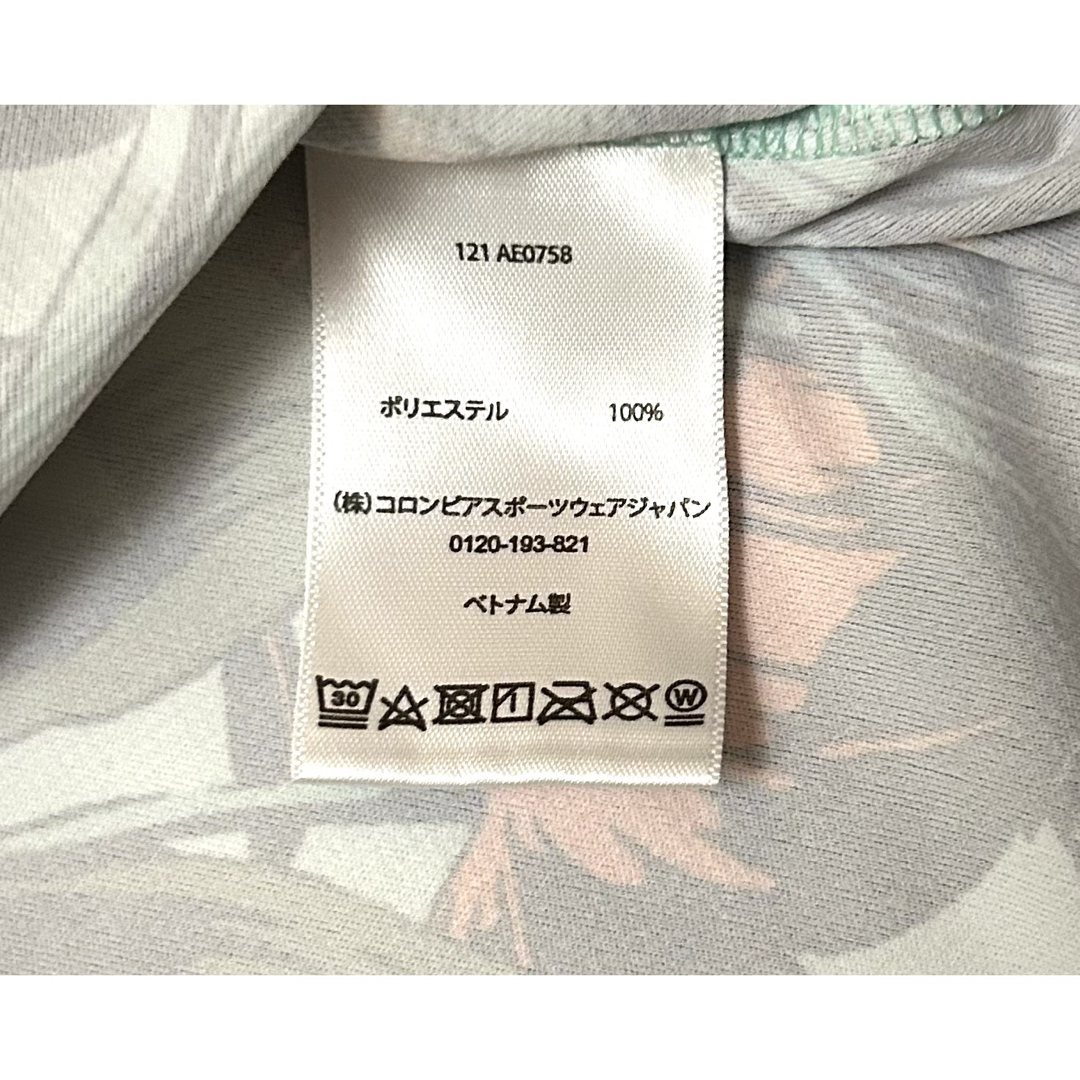 121 AE0758
ポリエステル 100%
(株)コロンビアスポーツウェアジャパン
0120-193-821
ベトナム製
30 W